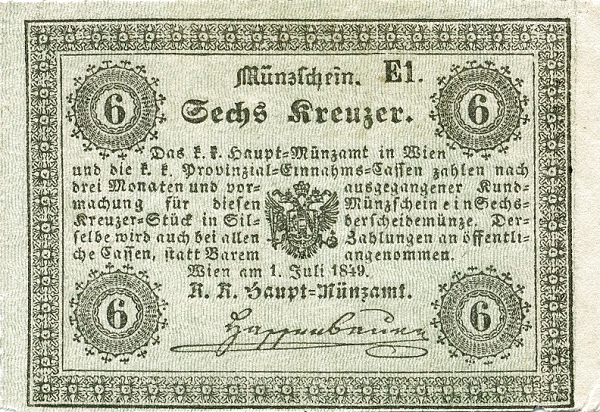 Münzschein. E1.
6 Sechs Kreuzer. 6
Das k. k. Haupt-Münzamt in Wien
und die k. k. Provinzial-Einnahms-Cassen zahlen nach
drei Monaten und vor- ausgegangener Kund-
machung für diesen Münzschein ein Sechs-
Kreuzer-Stück in Sil- berscheidemünze. Der-
selbe wird auch bei allen Zahlungen an öffentli-
che Cassen, statt Barem angenommen.
Wien am 1. Juli 1849.
K. K. Haupt-Münzamt.
6 6